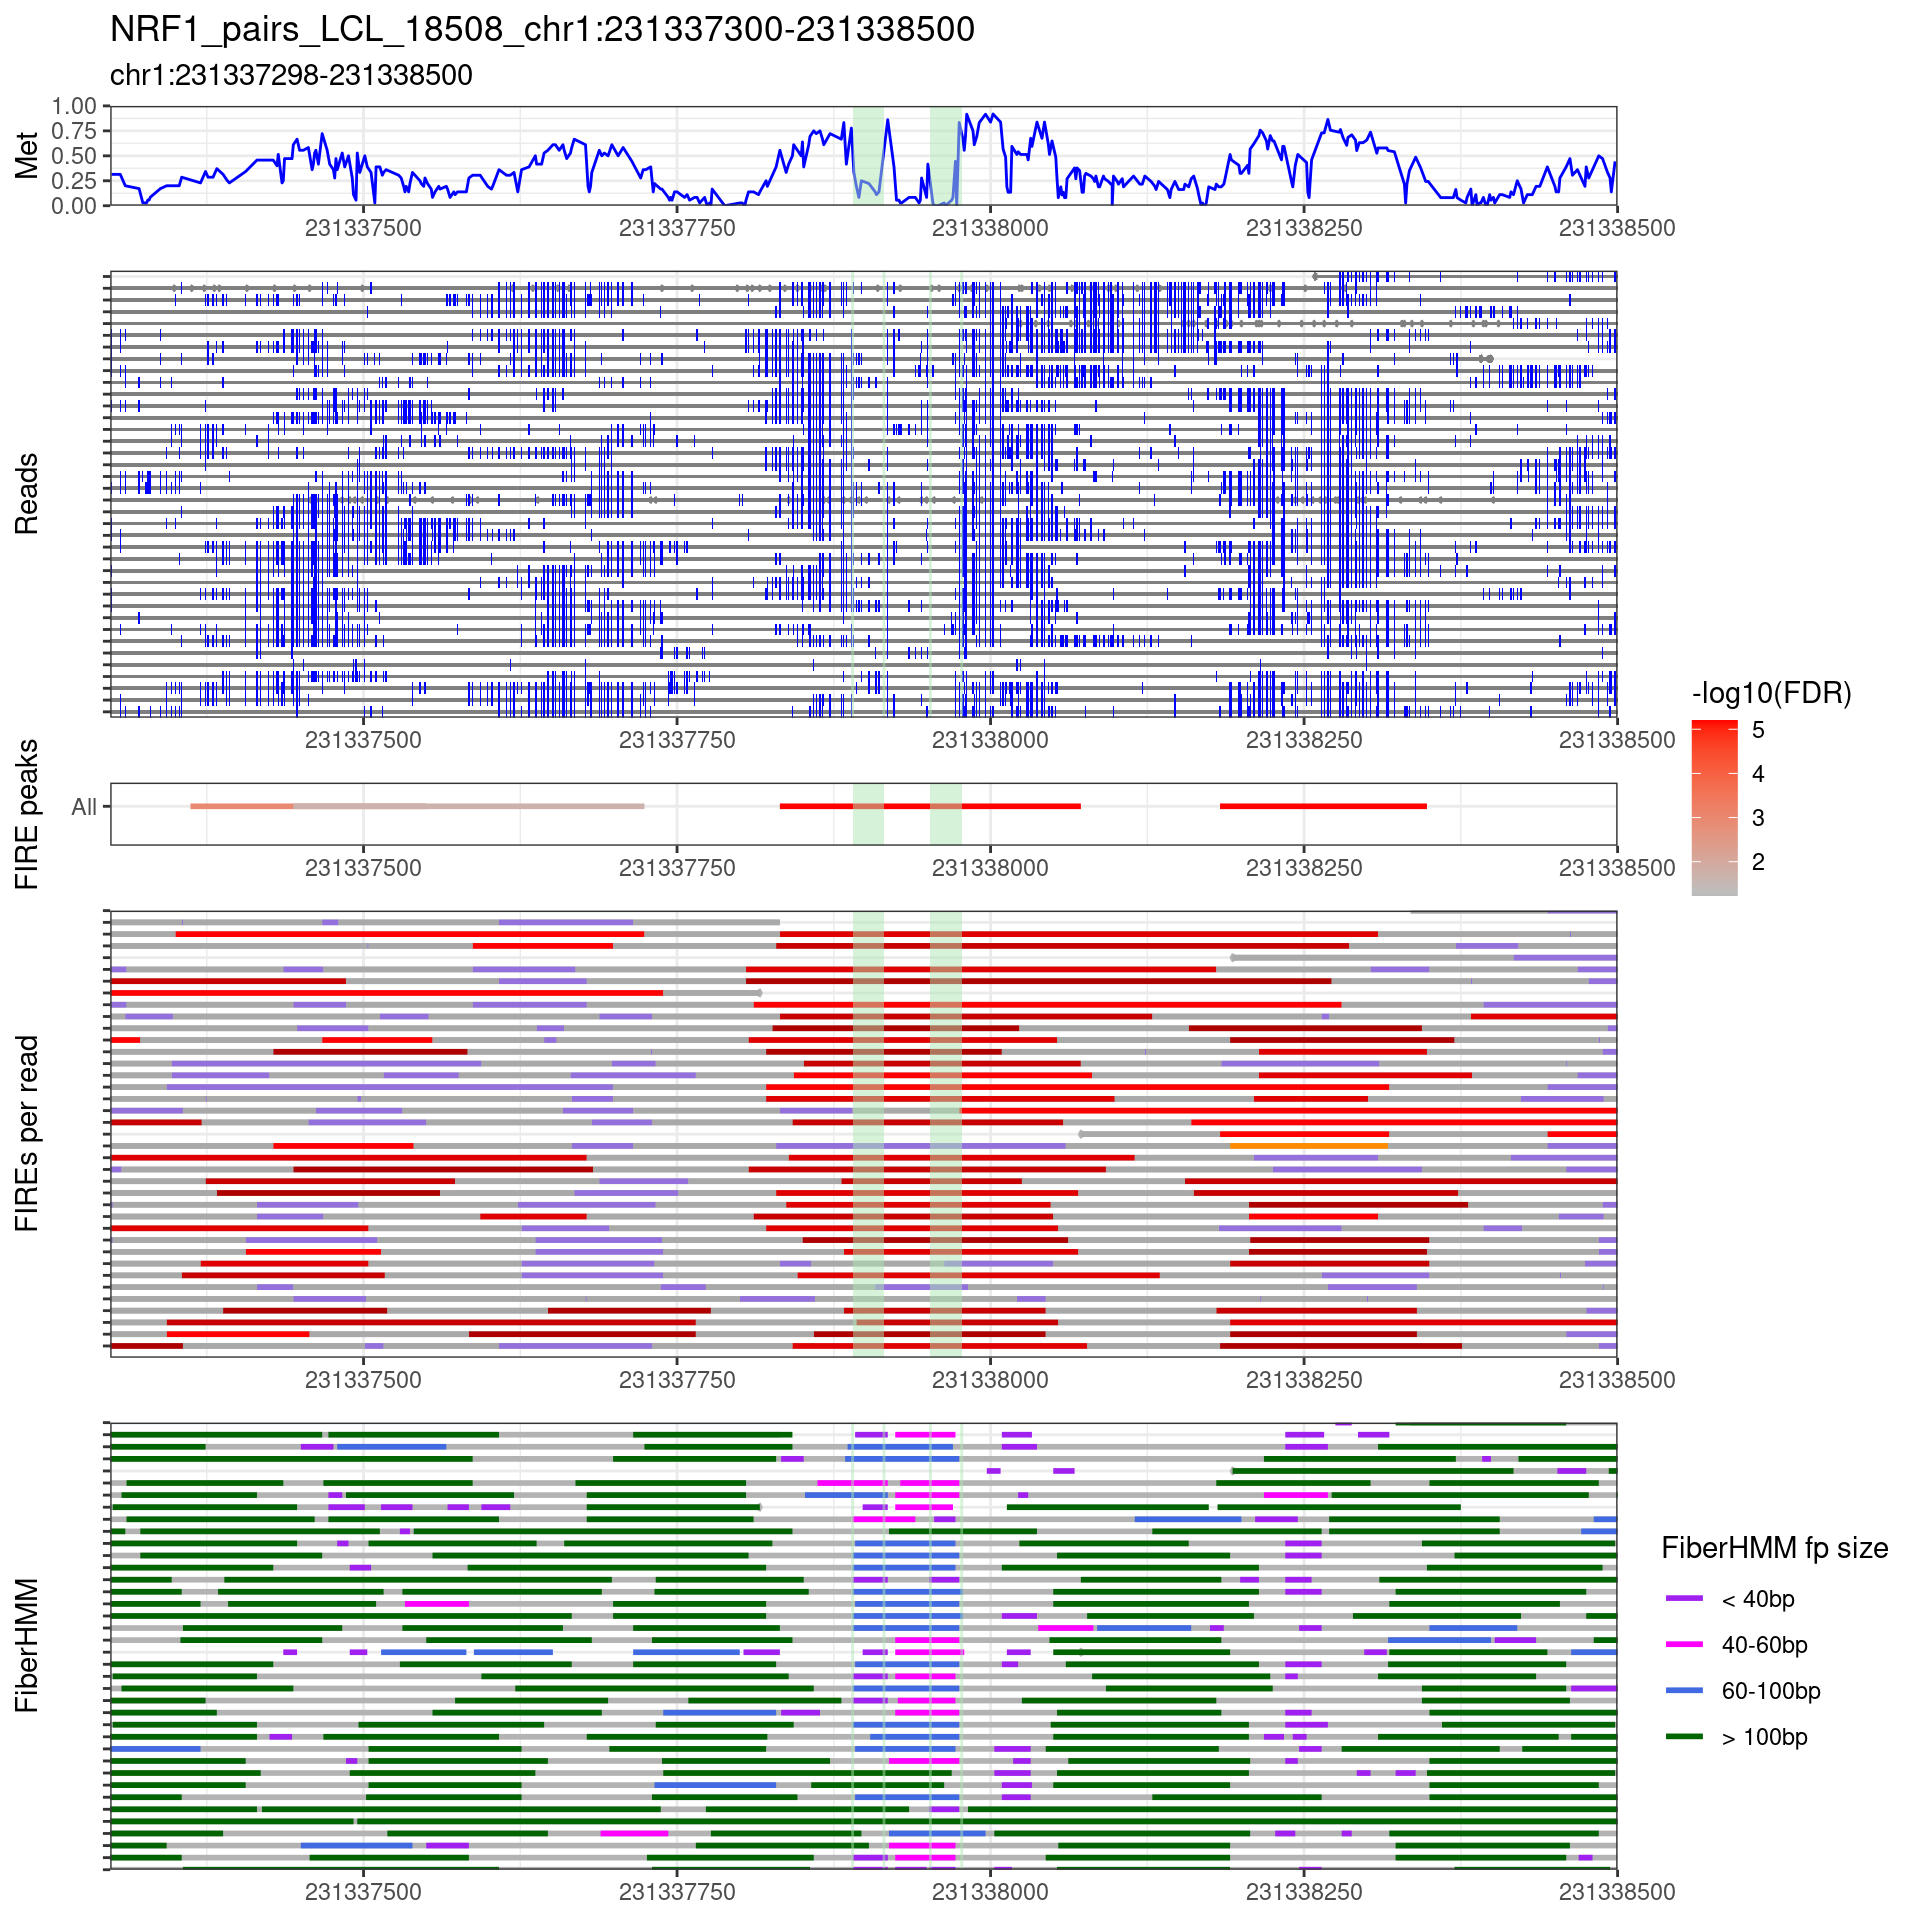 NRF1_pairs_LCL_18508_chr1:231337300-231338500
chr1:231337298-231338500
Met
1.00
0.75
0.50
0.25
0.00
231337500 231337750 231338000 231338250 231338500
Reads
231337500 231337750 231338000 231338250 231338500
FIRE peaks
All
231337500 231337750 231338000 231338250 231338500
-log10(FDR)
5
4
3
2
FIREs per read
231337500 231337750 231338000 231338250 231338500
FiberHMM
231337500 231337750 231338000 231338250 231338500
FiberHMM fp size
< 40bp
40-60bp
60-100bp
> 100bp